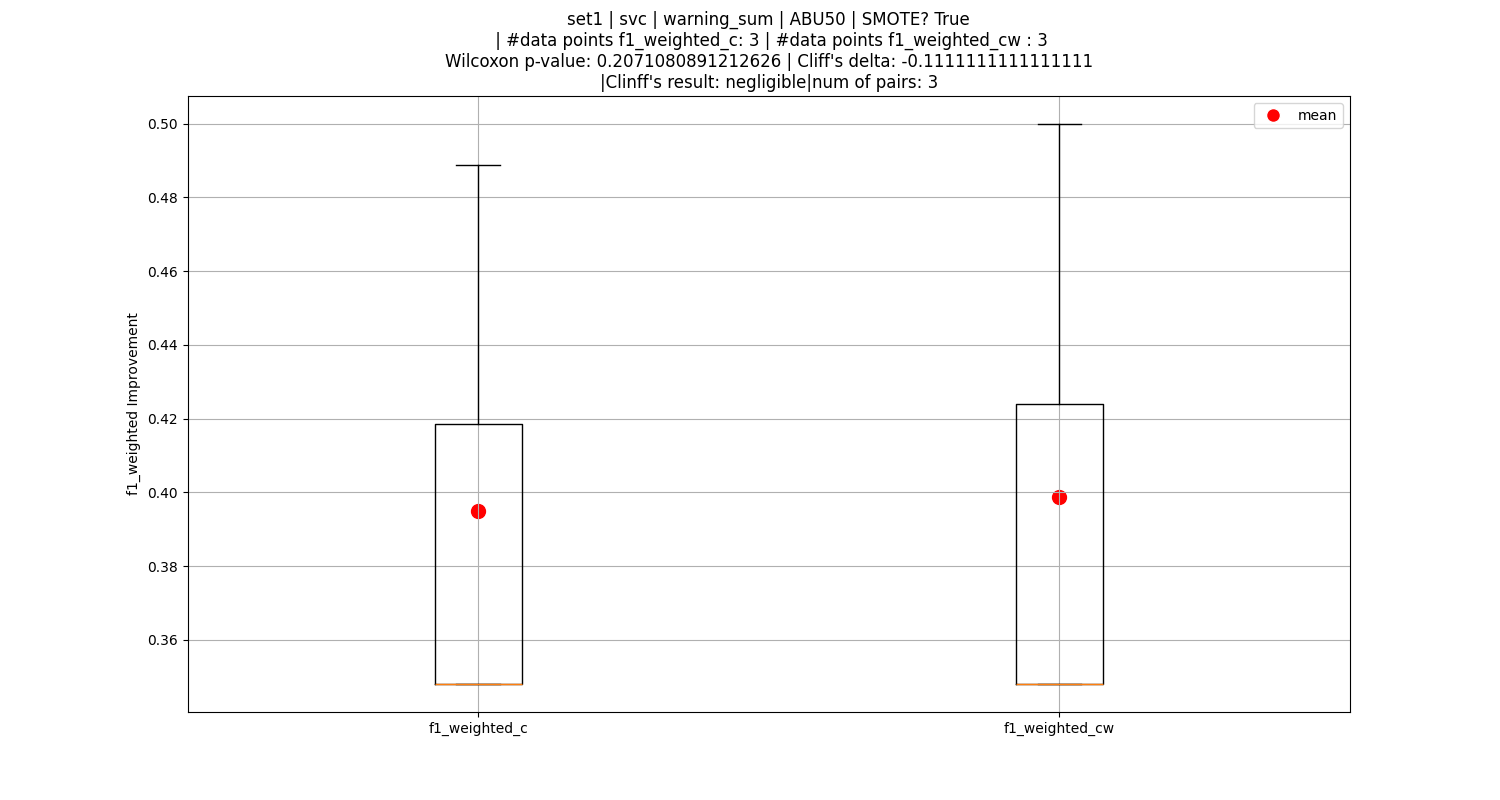 set1 | svc | warning_sum | ABU50 | SMOTE? True
| #data points f1_weighted_c: 3 | #data points f1_weighted_cw : 3
Wilcoxon p-value: 0.2071080891212626 | Cliff's delta: -0.1111111111111111
|Clinff's result: negligible|num of pairs: 3
mean
0.50
0.48
0.46
0.44
0.42
0.40
0.38
0.36
f1_weighted Improvement
f1_weighted_c
f1_weighted_cw